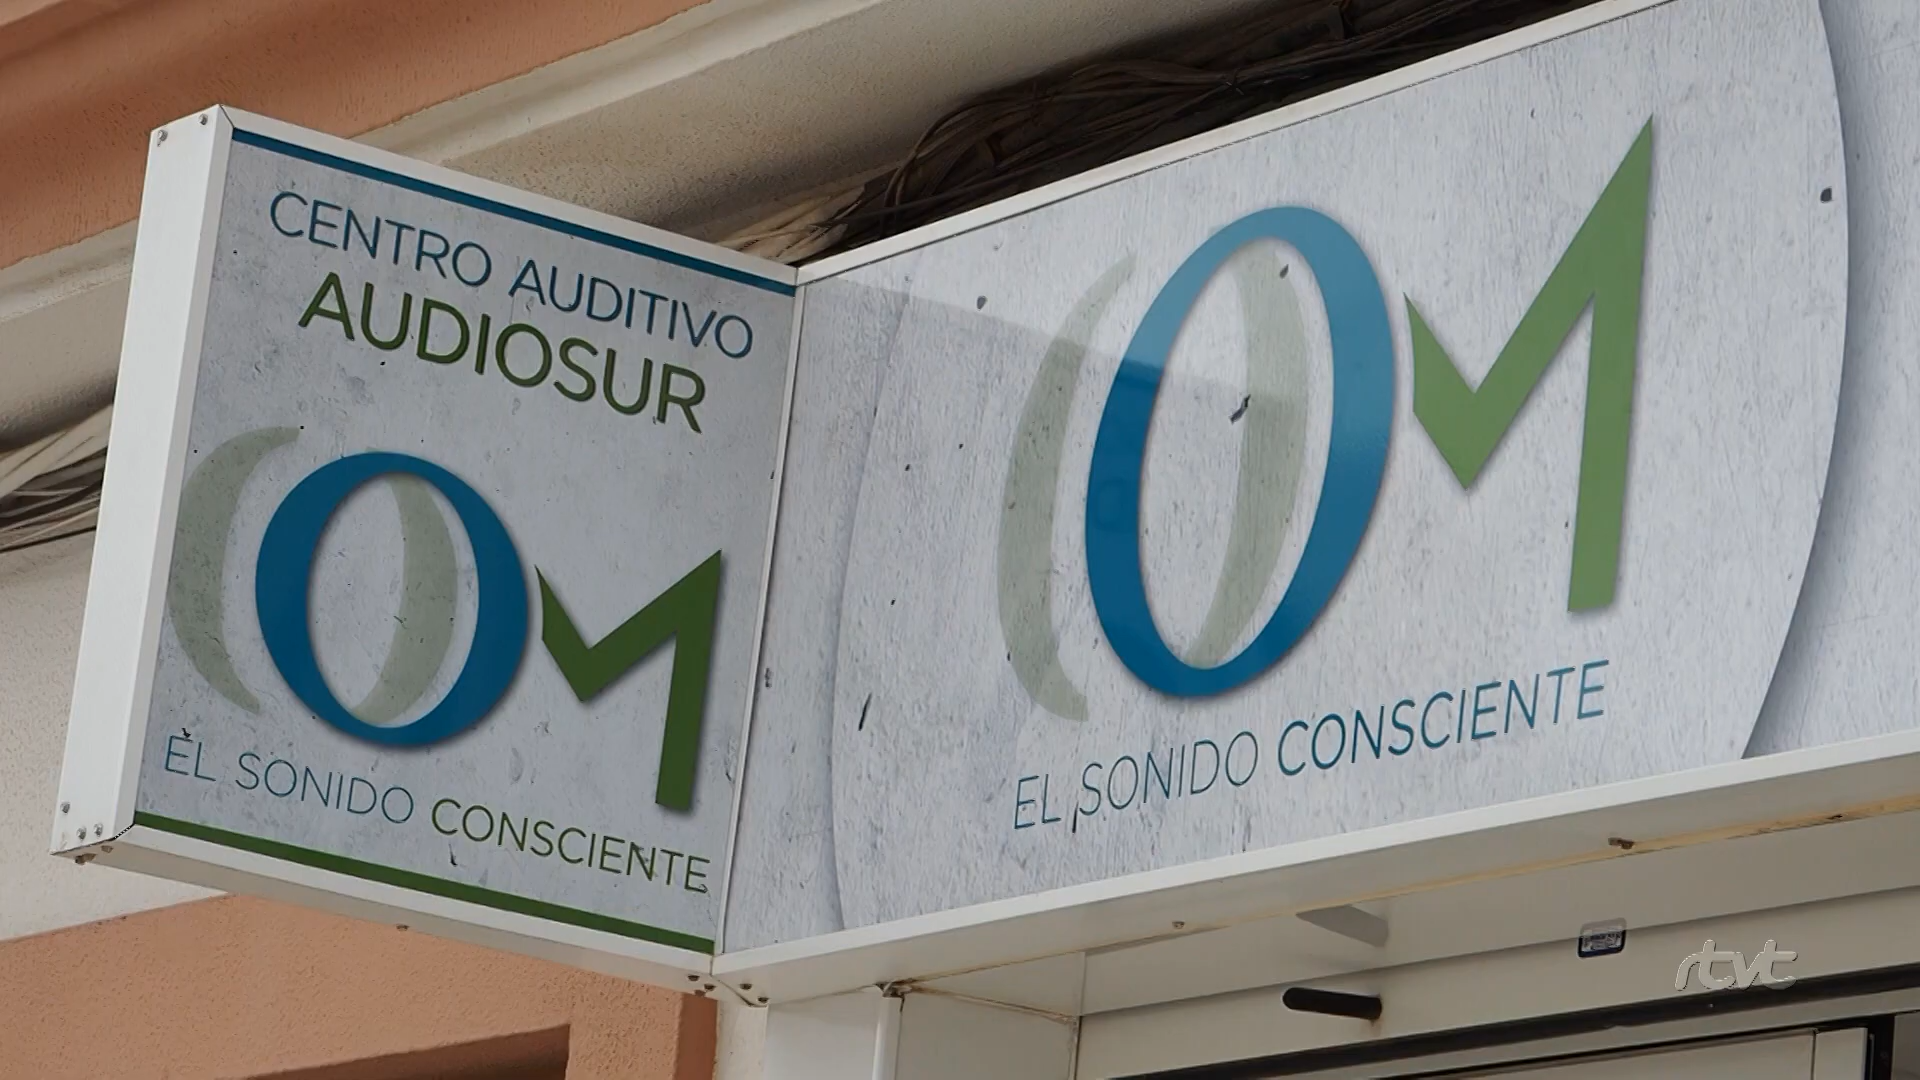 CENTRO AUDITIVO
AUDIOSUR
OM
EL SONIDO CONSCIENTE
OM
EL SONIDO CONSCIENTE
rtvt